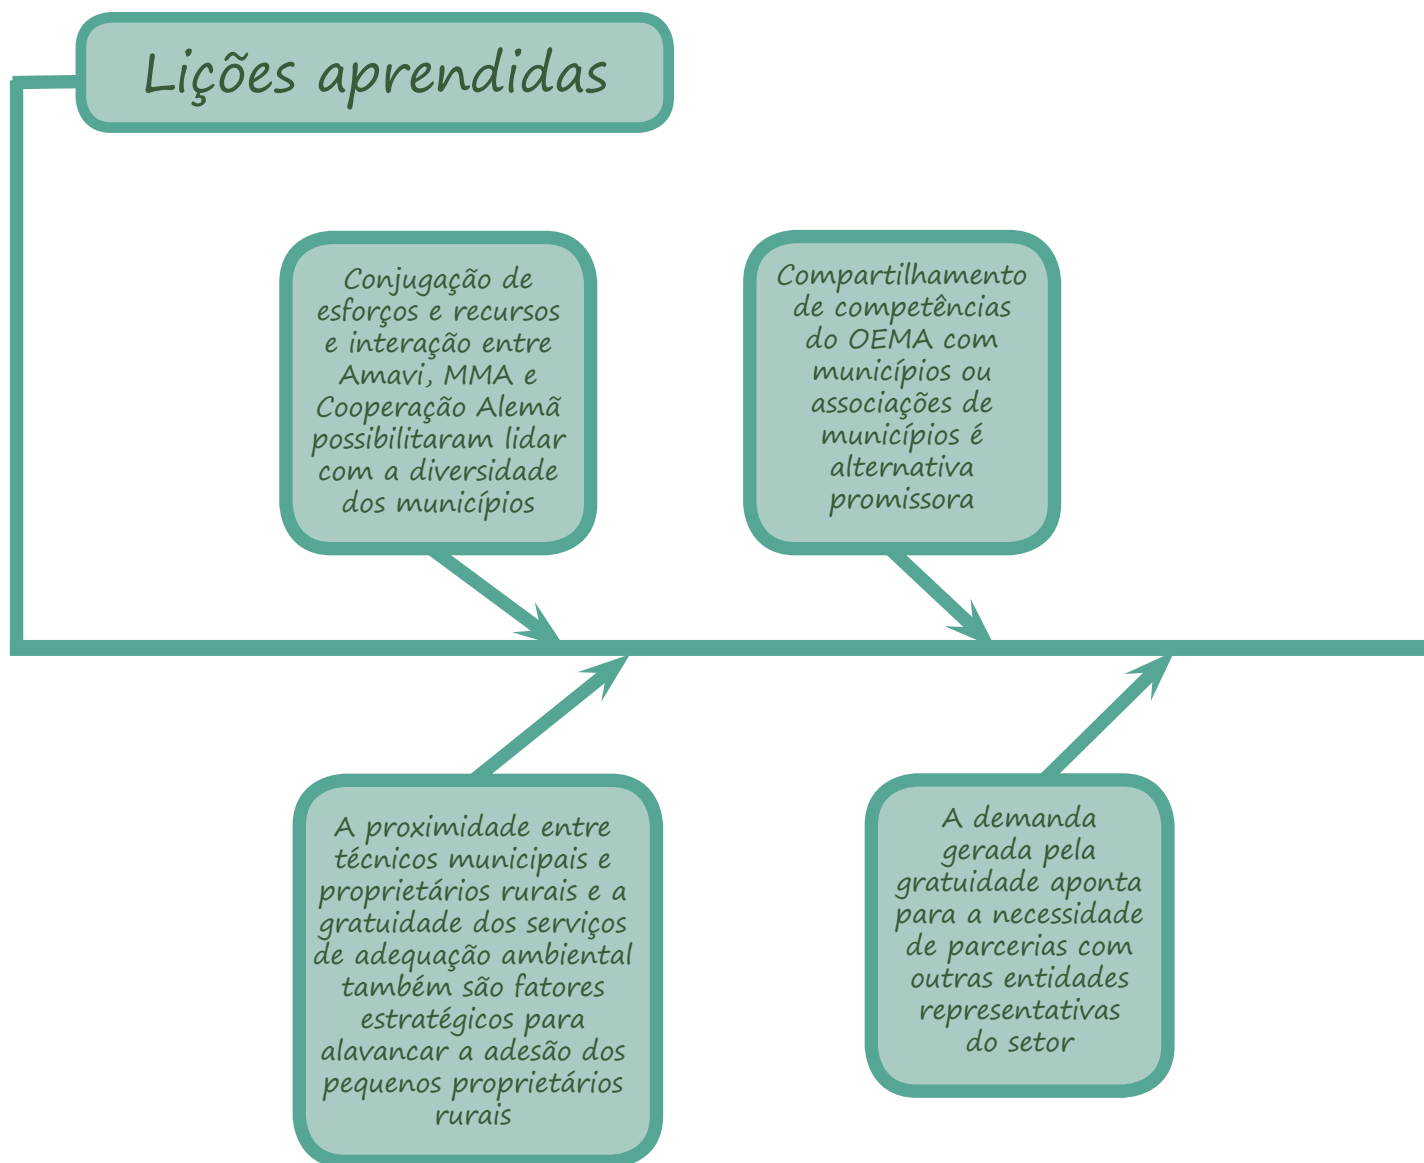 Lições aprendidas
Conjugação de
esforços e recursos
e interação entre
Amavi, MMA e
Cooperação Alemã
possibilitaram lidar
com a diversidade
dos municípios
Compartilhamento
de competências
do OEMA com
municípios ou
associações de
municípios é
alternativa
promissora
A proximidade entre
técnicos municipais e
proprietários rurais e a
gratuidade dos serviços
de adequação ambiental
também são fatores
estratégicos para
alavancar a adesão dos
pequenos proprietários
rurais
A demanda
gerada pela
gratuidade aponta
para a necessidade
de parcerias com
outras entidades
representativas
do setor